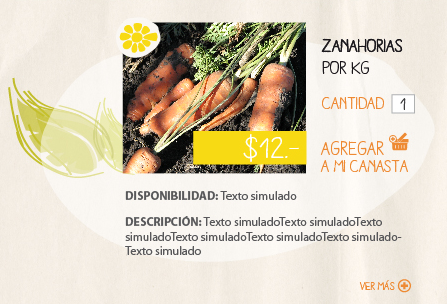 ZANAHORIAS
POR KG
CANTIDAD 1
$12.-
AGREGAR
A MI CANASTA
DISPONIBILIDAD: Texto simulado
DESCRIPCIÓN: Texto simuladoTexto simuladoTexto
simuladoTexto simuladoTexto simuladoTexto simulado-
Texto simulado
VER MÁS